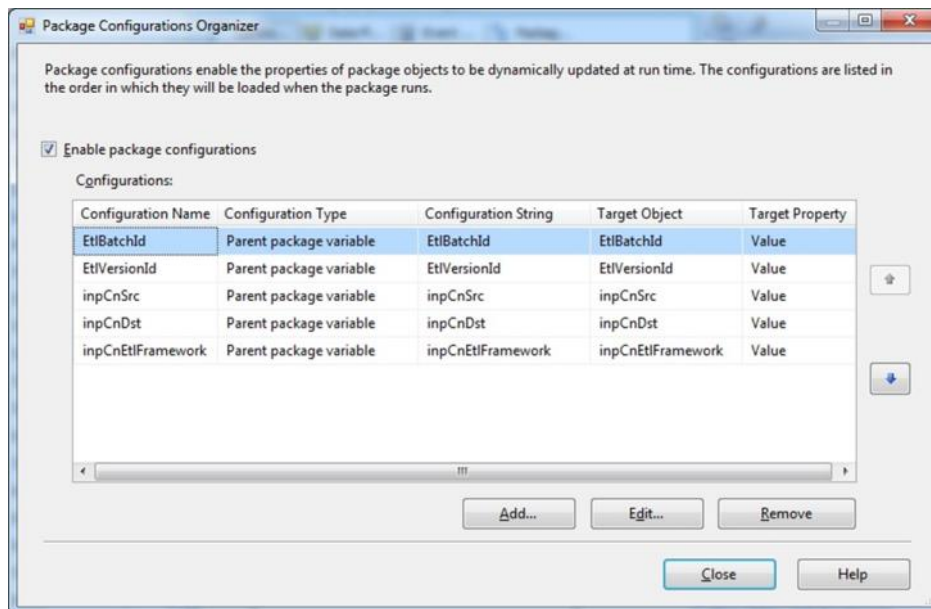 Package Configurations Organizer
Package configurations enable the properties of package objects to be dynamically updated at run time. The configurations are listed in
the order in which they will be loaded when the package runs.
Enable package configurations
Configurations:
Configuration Name Configuration Type Configuration String Target Object Target Property
EtlBatchId Parent package variable EtlBatchId EtlBatchId Value
EtlVersionId Parent package variable EtlVersionId EtlVersionId Value
inpCnSrc Parent package variable inpCnSrc inpCnSrc Value
inpCnDst Parent package variable inpCnDst inpCnDst Value
inpCnEtlFramework Parent package variable inpCnEtlFramework inpCnEtlFramework Value
Add... Edit... Remove
Close Help